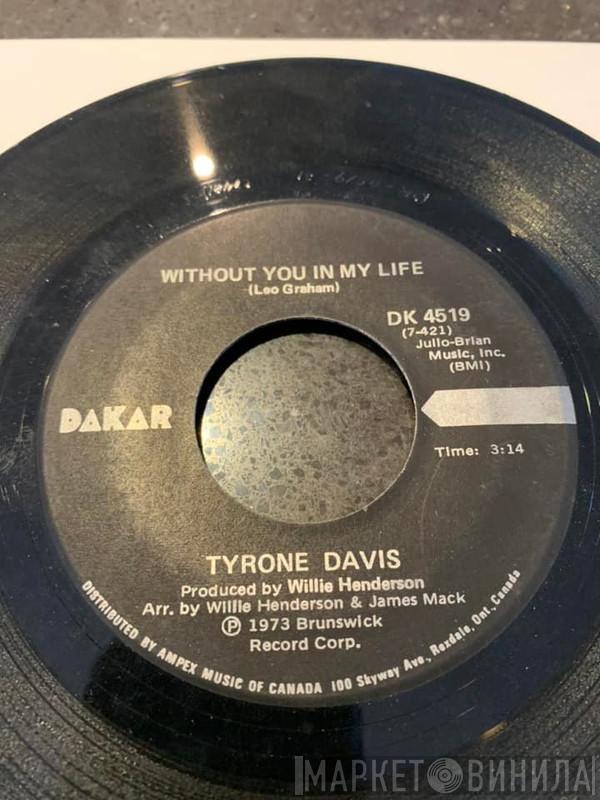 WITHOUT YOU IN MY LIFE
(Leo Graham)
DK 4519
(7-421)
Julio-Brian
Music, Inc.
(BMI)
DAKAR
Time: 3:14
TYRONE DAVIS
Produced by Willie Henderson
Arr. by Willie Henderson & James Mack
Ⓟ 1973 Brunswick
Record Corp.
DISTRIBUTED BY AMPEX MUSIC OF CANADA 100 Skyway Ave., Rexdale, Ont., Canada
МАРКЕТ ВИНИЛА